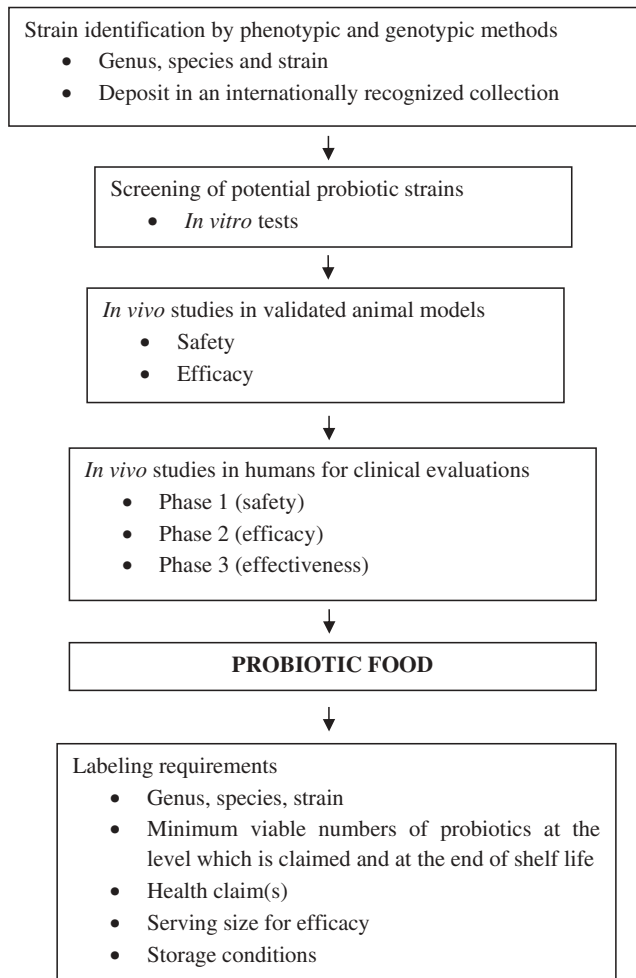 Strain identification by phenotypic and genotypic methods
• Genus, species and strain
• Deposit in an internationally recognized collection
Screening of potential probiotic strains
• In vitro tests
In vivo studies in validated animal models
• Safety
• Efficacy
In vivo studies in humans for clinical evaluations
• Phase 1 (safety)
• Phase 2 (efficacy)
• Phase 3 (effectiveness)
PROBIOTIC FOOD
Labeling requirements
• Genus, species, strain
• Minimum viable numbers of probiotics at the
level which is claimed and at the end of shelf life
• Health claim(s)
• Serving size for efficacy
• Storage conditions